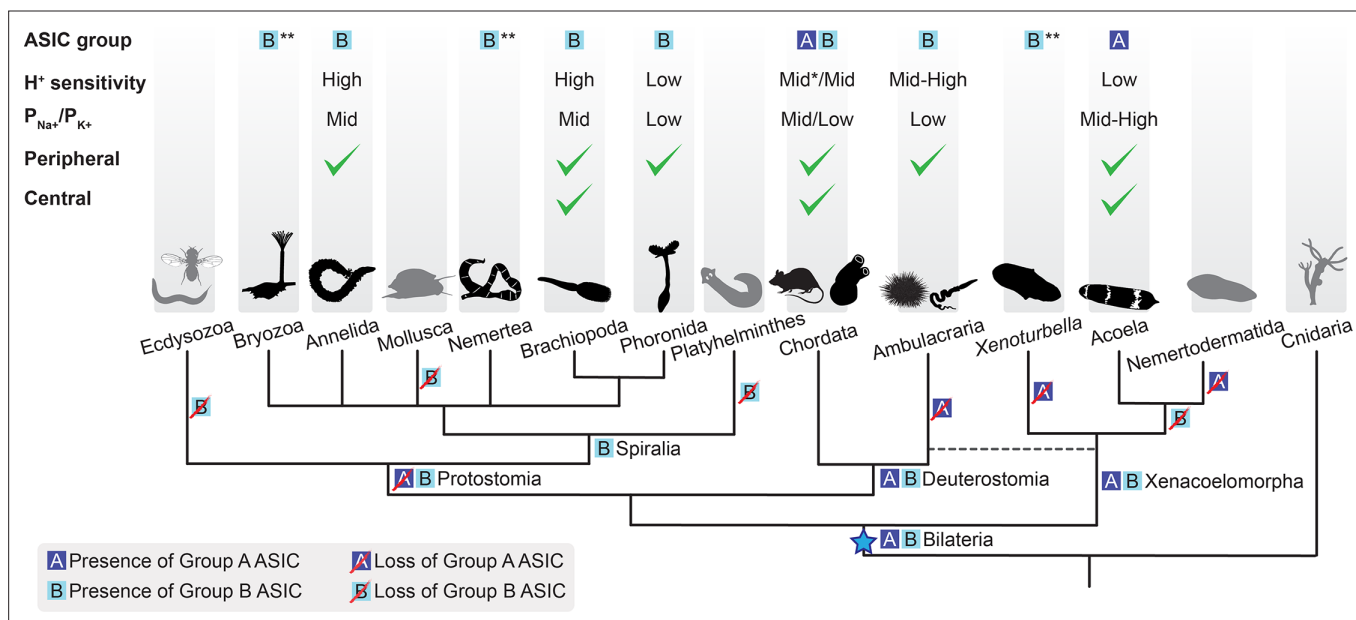 ASIC group B** B B** B B A B B B** A
H+ sensitivity High High Low Mid*/Mid Mid-High Low
PNa+/PK+ Mid Mid Low Mid/Low Low Mid-High
Peripheral
Central
Ecdysozoa Bryozoa Annelida Mollusca Nemertea Brachiopoda Phoronida Platyhelminthes Chordata Ambulacraria Xenoturbella Acoela Nemertodermatida Cnidaria
B A
B B B A A B
B Spiralia
A B Protostomia A B Deuterostomia A B Xenacoelomorpha
A B Bilateria
A Presence of Group A ASIC A Loss of Group A ASIC
B Presence of Group B ASIC B Loss of Group B ASIC